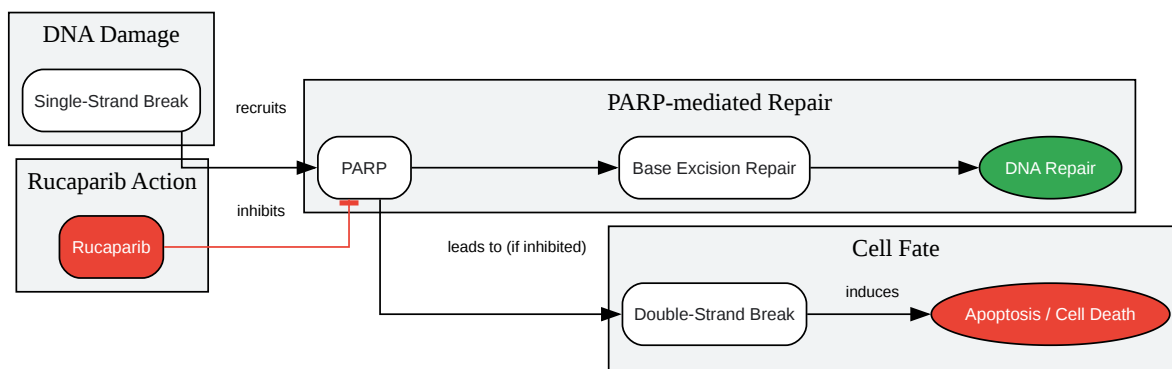 DNA Damage
Single-Strand Break
recruits
PARP-mediated Repair
PARP
Base Excision Repair
DNA Repair
Rucaparib Action
Rucaparib
inhibits
leads to (if inhibited)
Cell Fate
Double-Strand Break
induces
Apoptosis / Cell Death